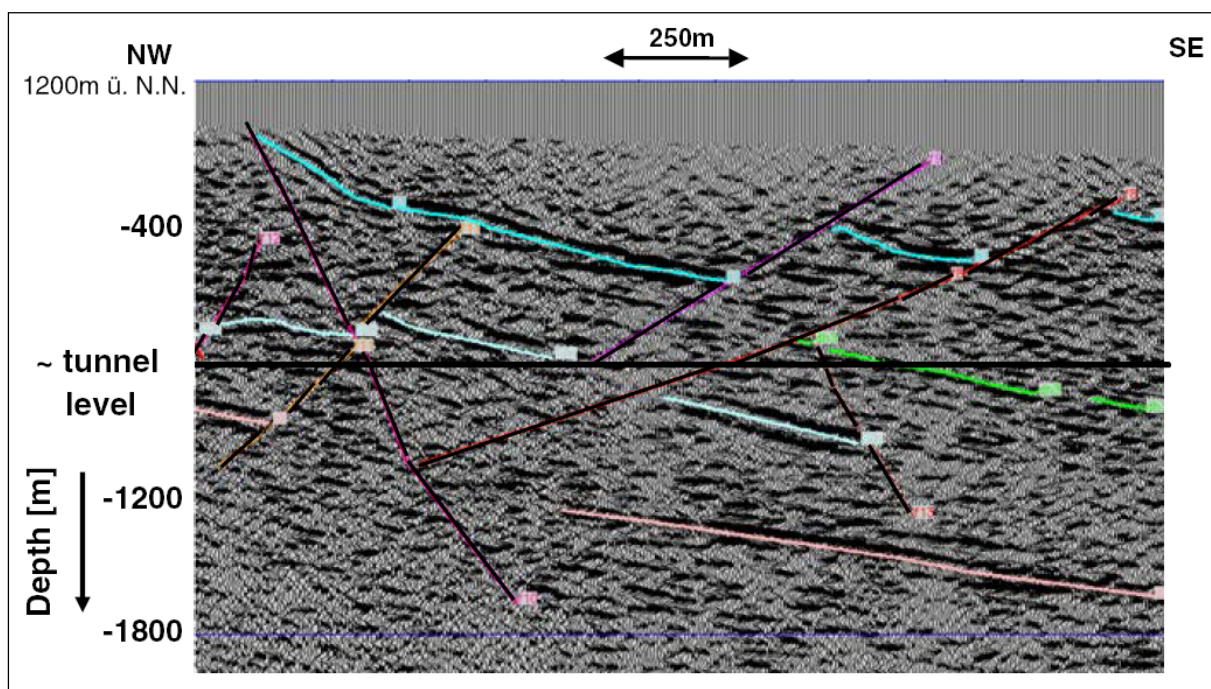 250m
NW
SE
1200m ü. N.N.
-400
~ tunnel
level
-1200
Depth [m]
-1800